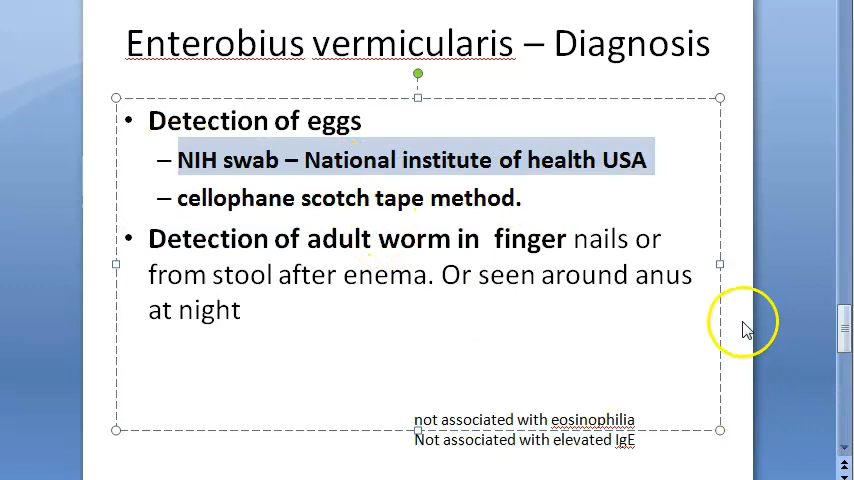 Enterobius vermicularis – Diagnosis
• Detection of eggs
– NIH swab – National institute of health USA
– cellophane scotch tape method.
• Detection of adult worm in finger nails or
from stool after enema. Or seen around anus
at night
not associated with eosinophilia
Not associated with elevated IgE